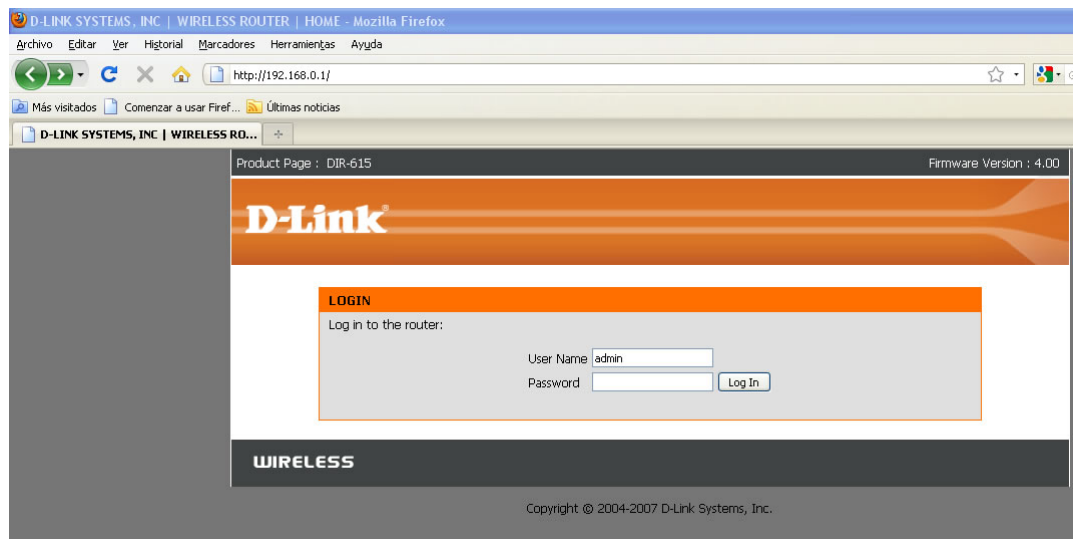 D-LINK SYSTEMS, INC | WIRELESS ROUTER | HOME - Mozilla Firefox
Archivo Editar Ver Historial Marcadores Herramientas Ayuda
http://192.168.0.1/
Más visitados Comenzar a usar Firef... Últimas noticias
D-LINK SYSTEMS, INC | WIRELESS RO...
Product Page : DIR-615 Firmware Version : 4.00
D-Link®
LOGIN
Log in to the router:
User Name admin
Password Log In
WIRELESS
Copyright © 2004-2007 D-Link Systems, Inc.